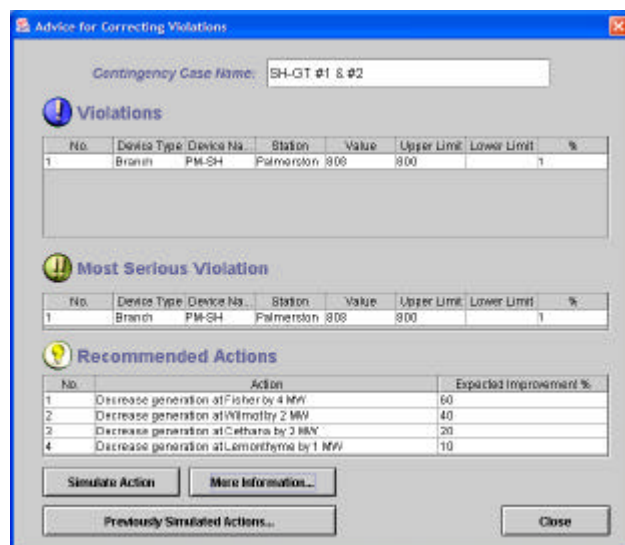 Advice for Correcting Violations
Contingency Case Name: SH-GT #1 & #2
Violations
No. Device Type Device Na... Station Value Upper Limit Lower Limit %
1 Branch PM-SH Palmerston 808 800 1
Most Serious Violation
No. Device Type Device Na... Station Value Upper Limit Lower Limit %
1 Branch PM-SH Palmerston 808 800 1
Recommended Actions
No. Action Expected Improvement %
1 Decrease generation at Fisher by 4 MW 60
2 Decrease generation at Wilmot by 2 MW 40
3 Decrease generation at Cethana by 3 MW 20
4 Decrease generation at Lemonthyme by 1 MW 10
Simulate Action More Information...
Previously Simulated Actions... Close